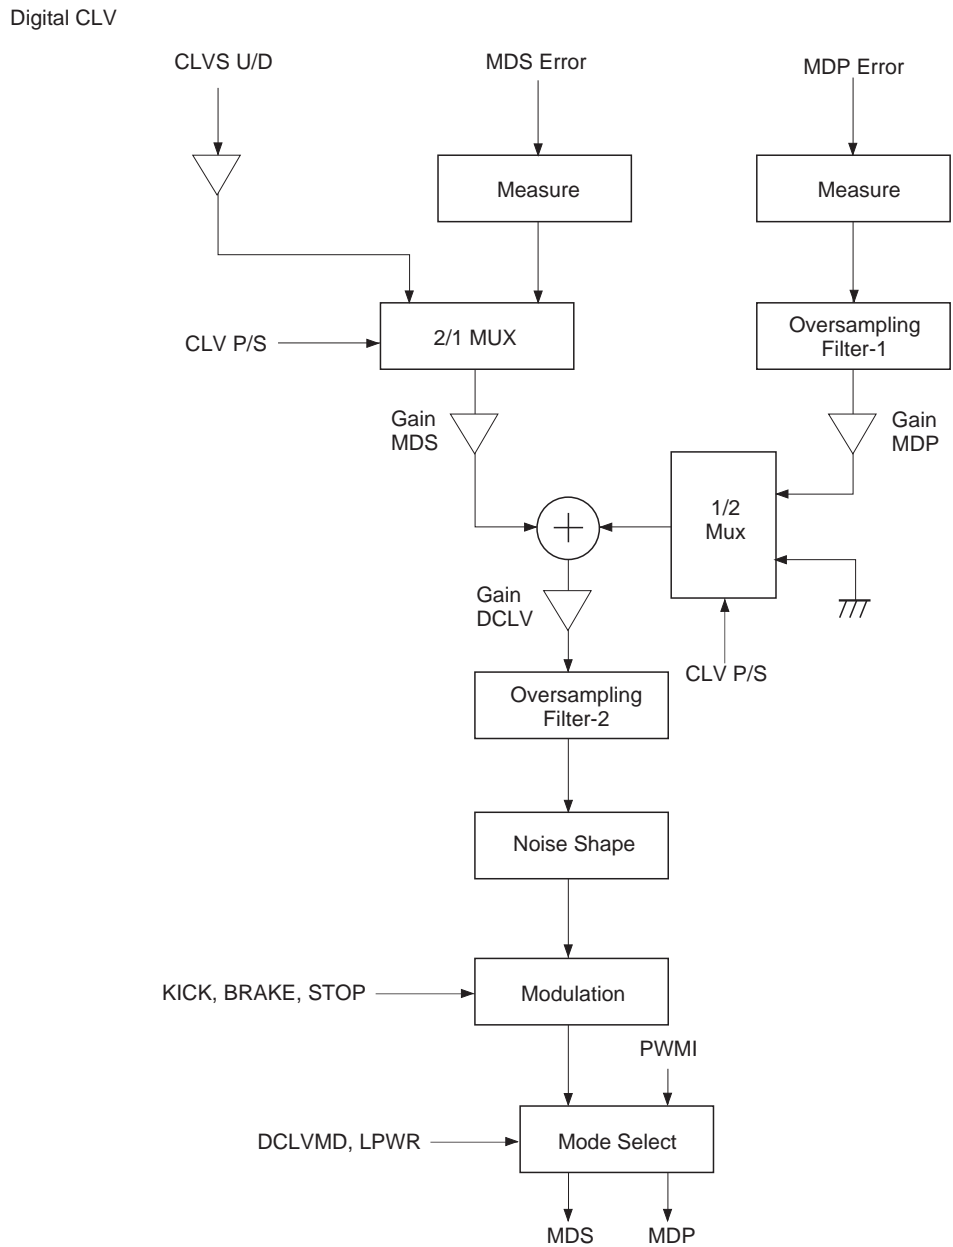 Digital CLV
CLVS U/D
MDS Error
MDP Error
Measure
Measure
CLV P/S
2/1 MUX
Oversampling
Filter-1
Gain
MDS
Gain
MDP
1/2
Mux
Gain
DCLV
CLV P/S
Oversampling
Filter-2
Noise Shape
KICK, BRAKE, STOP
Modulation
PWMI
DCLVMD, LPWR
Mode Select
MDS
MDP